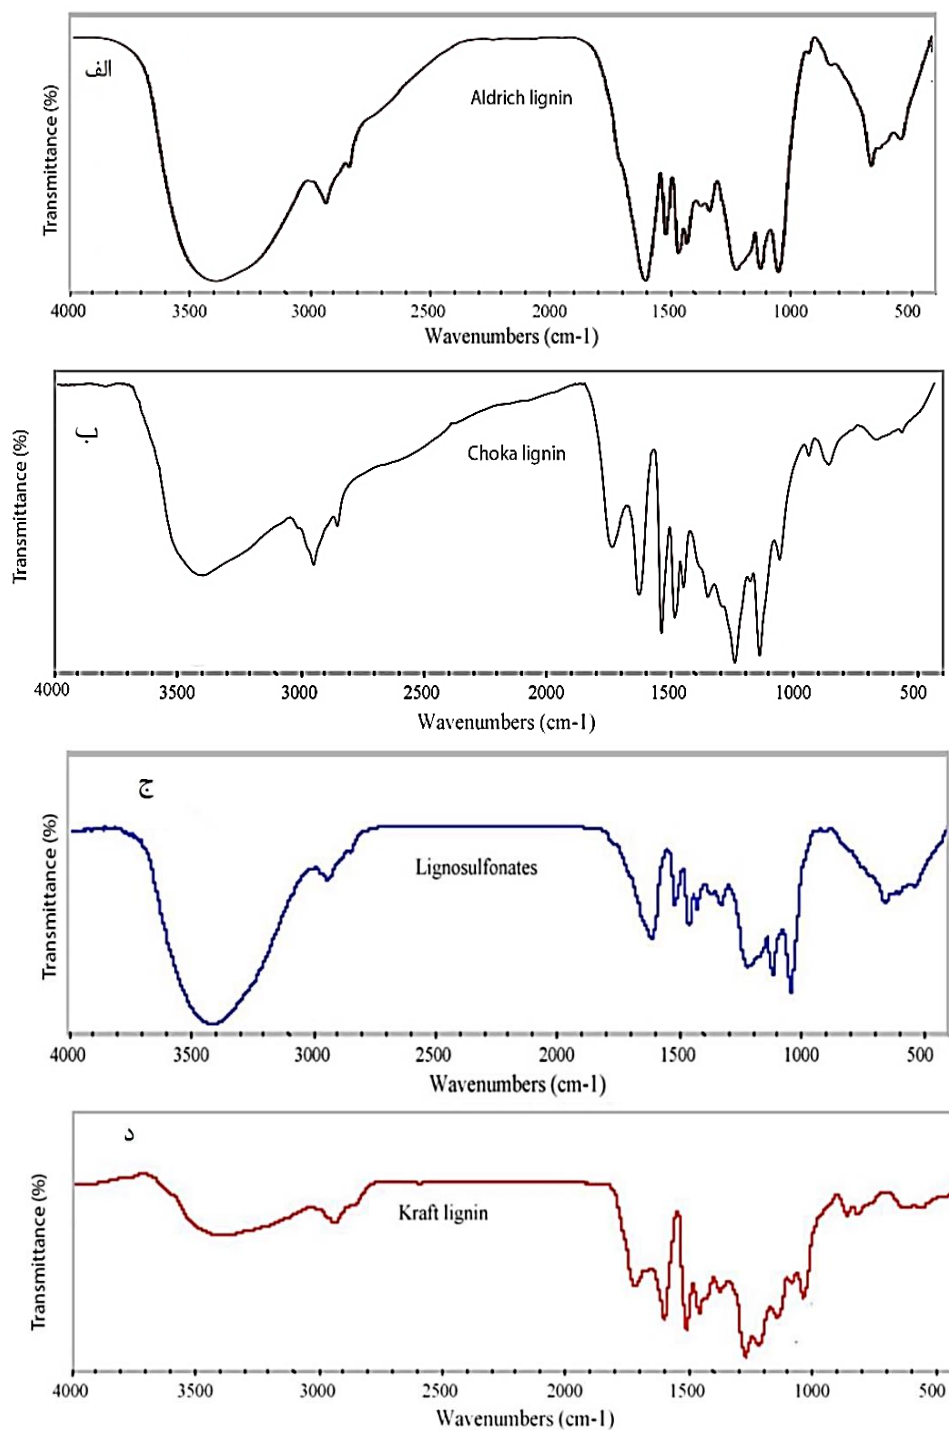 الف
Aldrich lignin
Transmittance (%)
4000 3500 3000 2500 2000 1500 1000 500
Wavenumbers (cm-1)
ب
Choka lignin
Transmittance (%)
4000 3500 3000 2500 2000 1500 1000 500
Wavenumbers (cm-1)
ج
Lignosulfonates
Transmittance (%)
4000 3500 3000 2500 2000 1500 1000 500
Wavenumbers (cm-1)
د
Kraft lignin
Transmittance (%)
4000 3500 3000 2500 2000 1500 1000 500
Wavenumbers (cm-1)